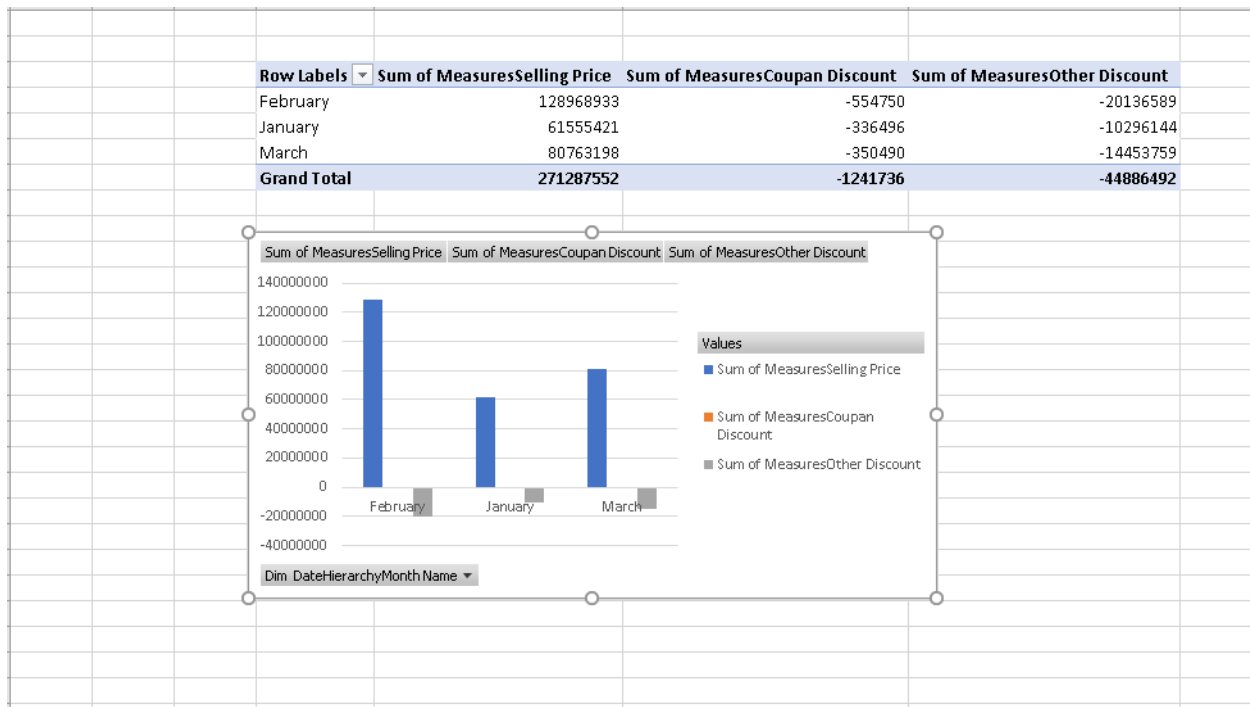 Row Labels Sum of MeasuresSelling Price Sum of MeasuresCoupan Discount Sum of MeasuresOther Discount
February 128968933 -554750 -20136589
January 61555421 -336496 -10296144
March 80763198 -350490 -14453759
Grand Total 271287552 -1241736 -44886492
Sum of MeasuresSelling Price Sum of MeasuresCoupan Discount Sum of MeasuresOther Discount
140000000
120000000
100000000
80000000
60000000
40000000
20000000
0
-20000000
-40000000
February January March
Values
Sum of MeasuresSelling Price
Sum of MeasuresCoupan
Discount
Sum of MeasuresOther Discount
Dim DateHierarchyMonth Name